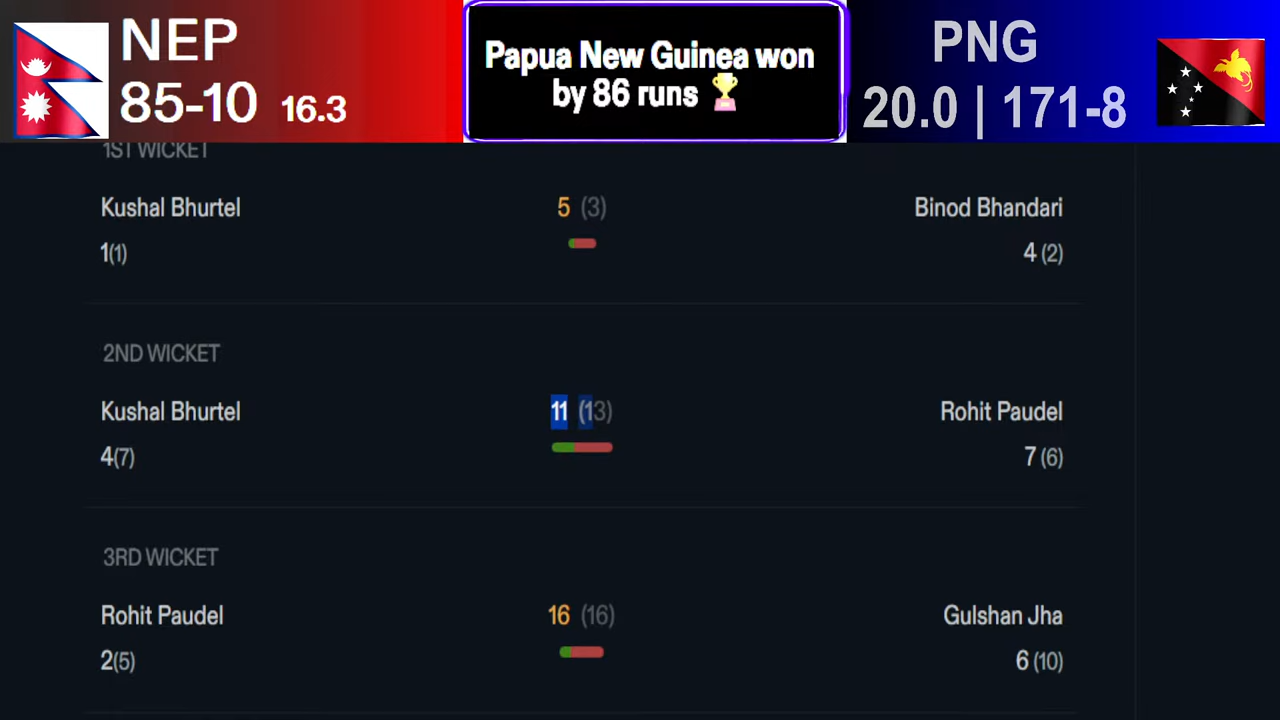 NEP
85-10 16.3
Papua New Guinea won
by 86 runs 🏆
PNG
20.0 | 171-8
1ST WICKET
Kushal Bhurtel 5 (3) Binod Bhandari
1(1) 4 (2)
2ND WICKET
Kushal Bhurtel 11 (13) Rohit Paudel
4(7) 7 (6)
3RD WICKET
Rohit Paudel 16 (16) Gulshan Jha
2(5) 6 (10)